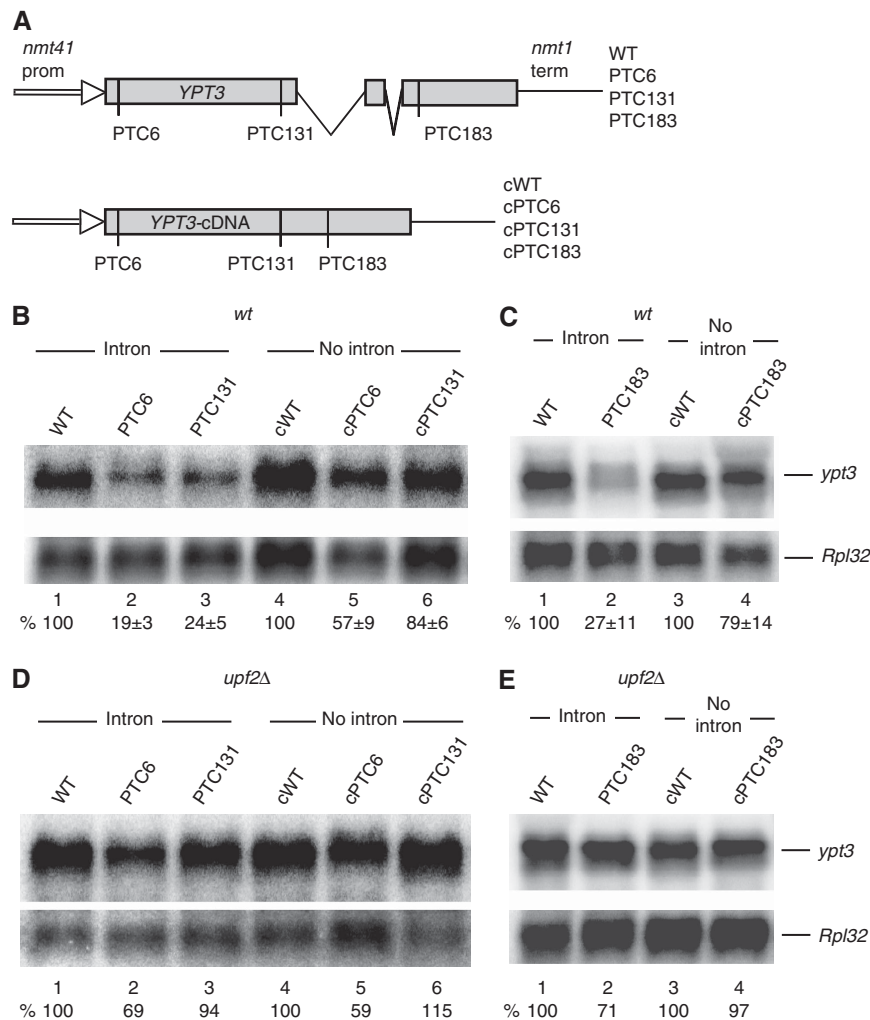 A
nmt41 prom
YPT3
nmt1 term
WT
PTC6
PTC131
PTC183
PTC6
PTC131
PTC183
YPT3-cDNA
cWT
cPTC6
cPTC131
cPTC183
PTC6
PTC131
PTC183
B
wt
Intron
No intron
WT
PTC6
PTC131
cWT
cPTC6
cPTC131
1 2 3 4 5 6
% 100 19±3 24±5 100 57±9 84±6
C
wt
Intron
No intron
WT
PTC183
cWT
cPTC183
ypt3
Rpl32
1 2 3 4
% 100 27±11 100 79±14
D
upf2Δ
Intron
No intron
WT
PTC6
PTC131
cWT
cPTC6
cPTC131
1 2 3 4 5 6
% 100 69 94 100 59 115
E
upf2Δ
Intron
No intron
WT
PTC183
cWT
cPTC183
ypt3
Rpl32
1 2 3 4
% 100 71 100 97